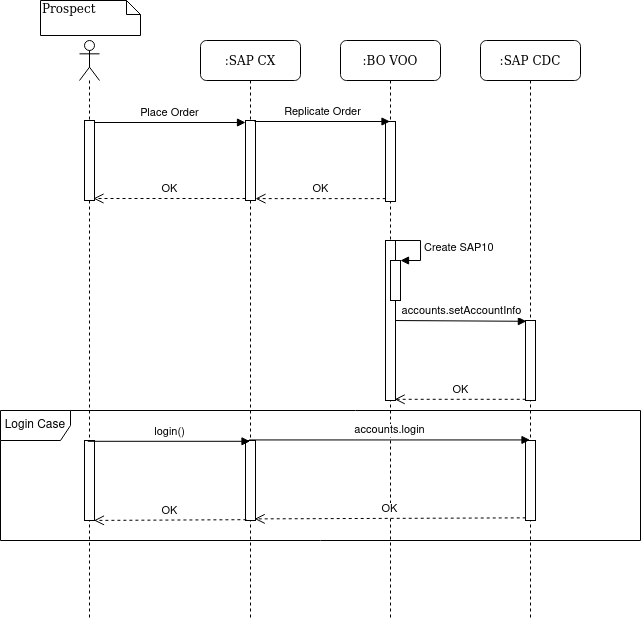 Prospect
:SAP CX
:BO VOO
:SAP CDC
Place Order
Replicate Order
OK
OK
Create SAP10
accounts.setAccountInfo
OK
Login Case
login()
accounts.login
OK
OK